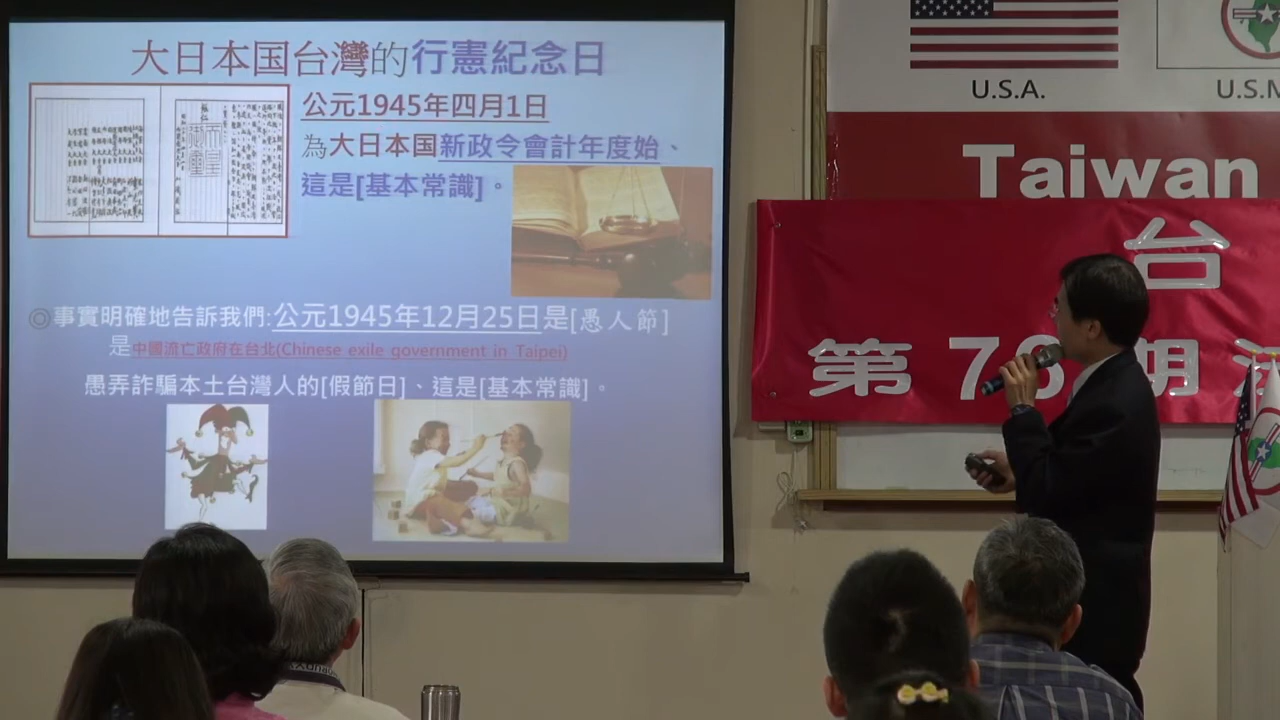 大日本国台灣的行憲紀念日
公元1945年四月1日
為大日本国新政令會計年度始、
這是[基本常識]。
◎事實明確地告訴我們:公元1945年12月25日是[愚人節]
是中國流亡政府在台北(Chinese exile government in Taipei)
愚弄詐騙本土台灣人的[假節日]、這是[基本常識]。
U.S.A.
U.S.M
Taiwan
台
第 78 期